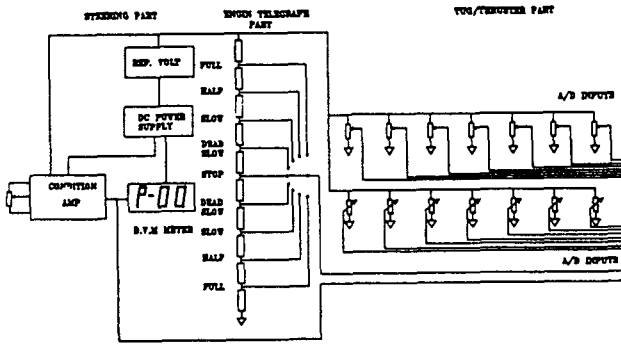 STEERING PART
ENGIN TELEGRAFE PART
TUG/THRUSTER PART
REF. VOLT
DC POWER SUPPLY
CONDITION AMP
P-00
D.V.M METER
FULL
HALF
SLOW
DEAD SLOW
STOP
DEAD SLOW
SLOW
HALF
FULL
A/D INPUTS
A/D INPUTS